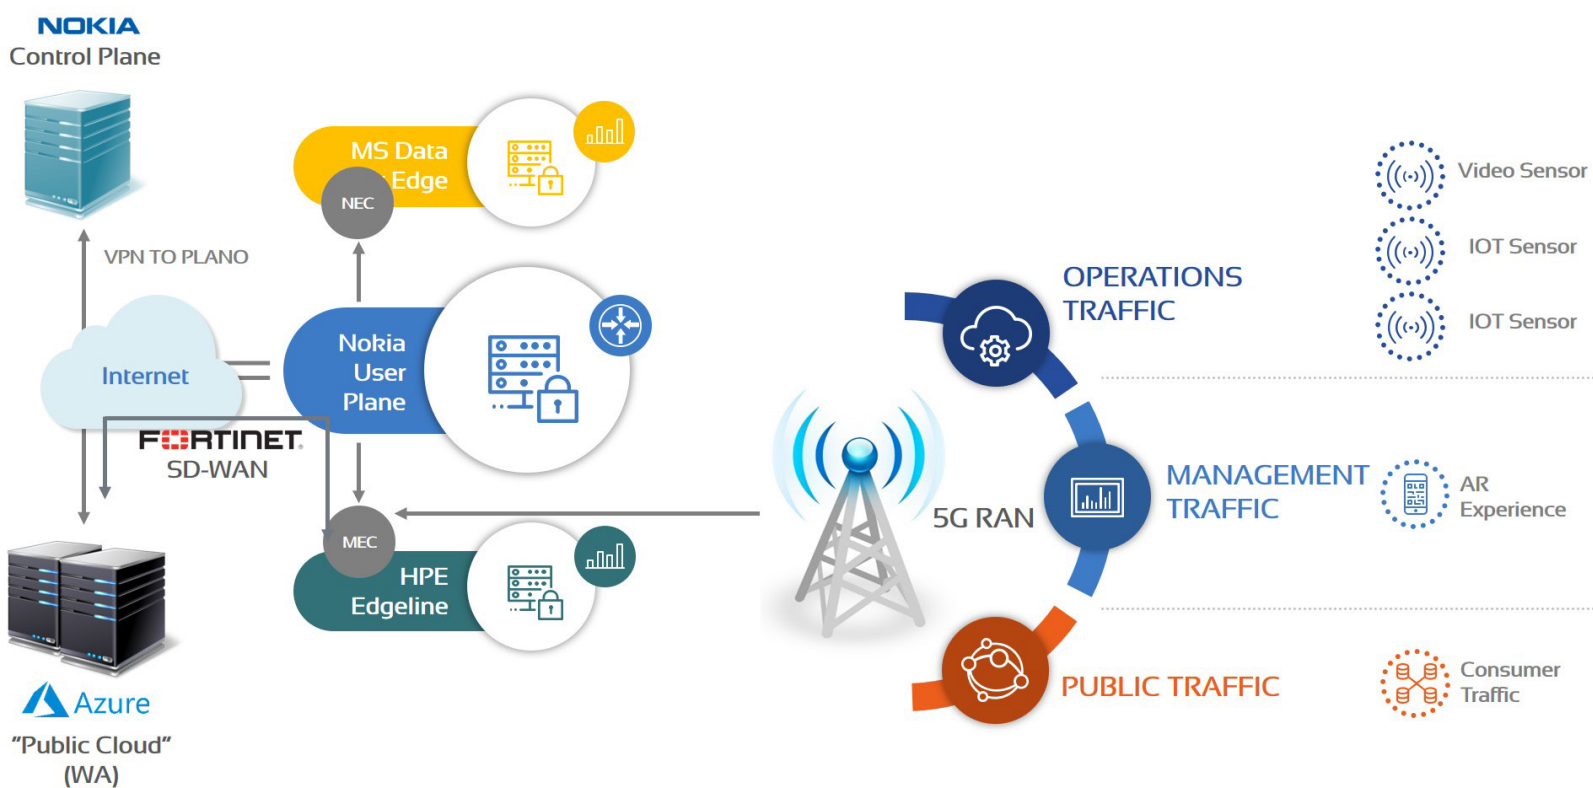 NOKIA
Control Plane
VPN TO PLANO
Internet
FORTINET
SD-WAN
Azure
"Public Cloud"
(WA)
MS Data
Edge
NEC
Nokia
User
Plane
MEC
HPE
Edgeline
5G RAN
OPERATIONS
TRAFFIC
MANAGEMENT
TRAFFIC
PUBLIC TRAFFIC
Video Sensor
IOT Sensor
IOT Sensor
AR
Experience
Consumer
Traffic